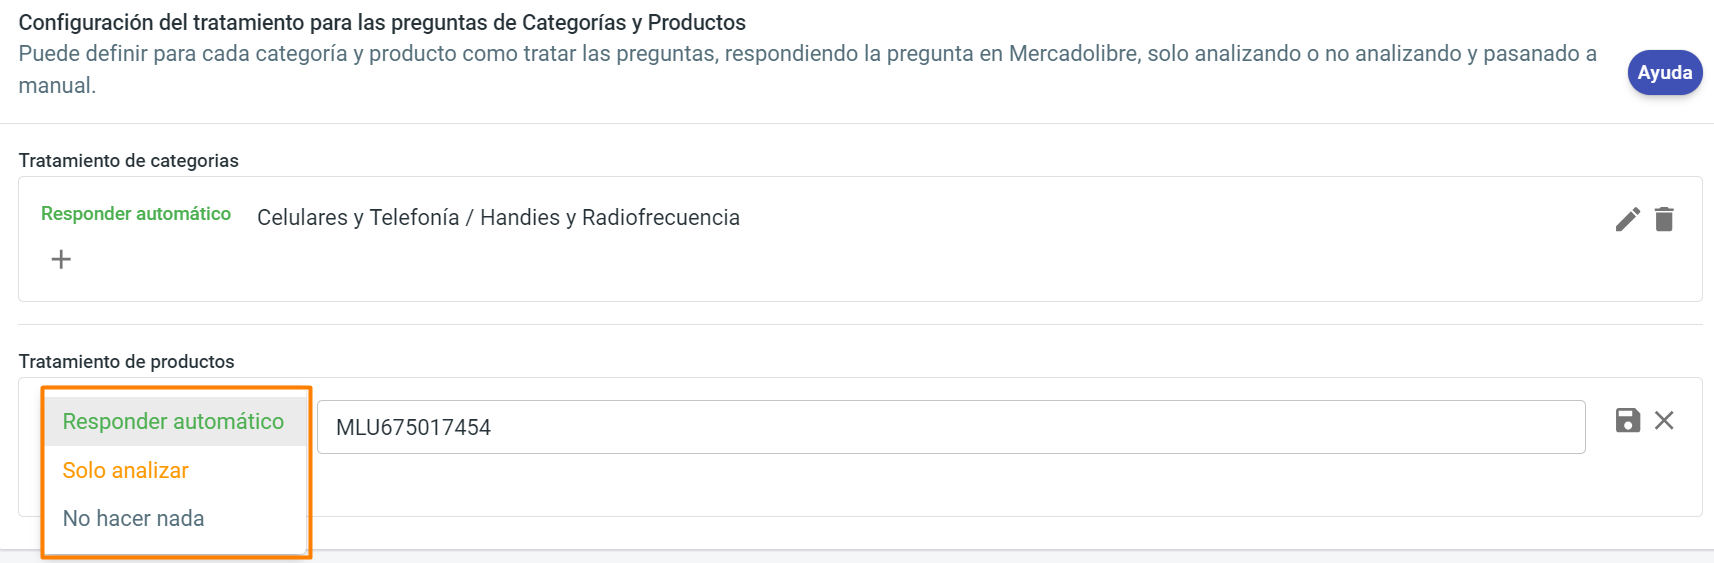 Configuración del tratamiento para las preguntas de Categorías y Productos
Puede definir para cada categoría y producto como tratar las preguntas, respondiendo la pregunta en Mercadolibre, solo analizando o no analizando y pasanado a
manual.
Ayuda
Tratamiento de categorias
Responder automático Celulares y Telefonía / Handies y Radiofrecuencia
+
Tratamiento de productos
Responder automático MLU675017454
Solo analizar
No hacer nada